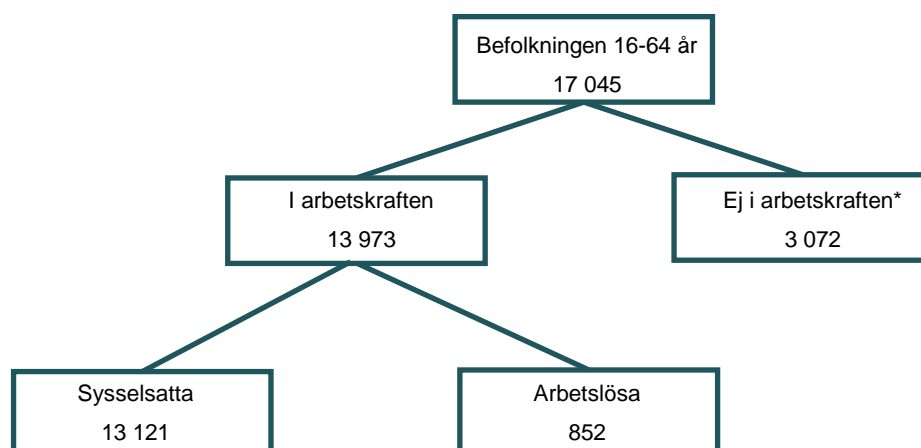 Befolkningen 16-64 år
17 045
I arbetskraften
13 973
Ej i arbetskraften*
3 072
Sysselsatta
13 121
Arbetslösa
852